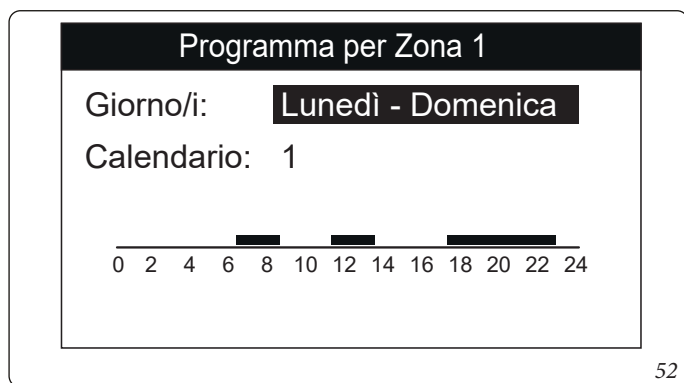 Programma per Zona 1
Giorno/i: Lunedì - Domenica
Calendario: 1
0 2 4 6 8 10 12 14 16 18 20 22 24
52